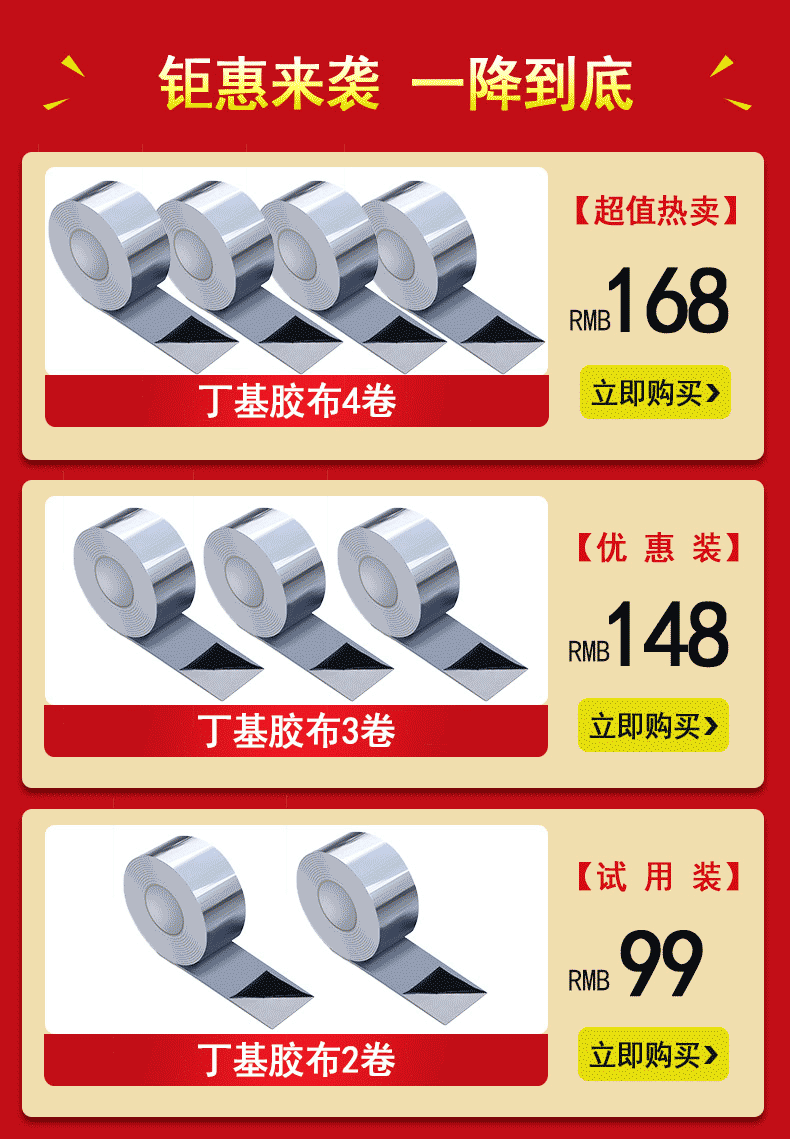 钜惠来袭 一降到底
【超值热卖】
RMB168
立即购买
丁基胶布4卷
【优 惠 装】
RMB148
立即购买
丁基胶布3卷
【试 用 装】
RMB99
立即购买
丁基胶布2卷